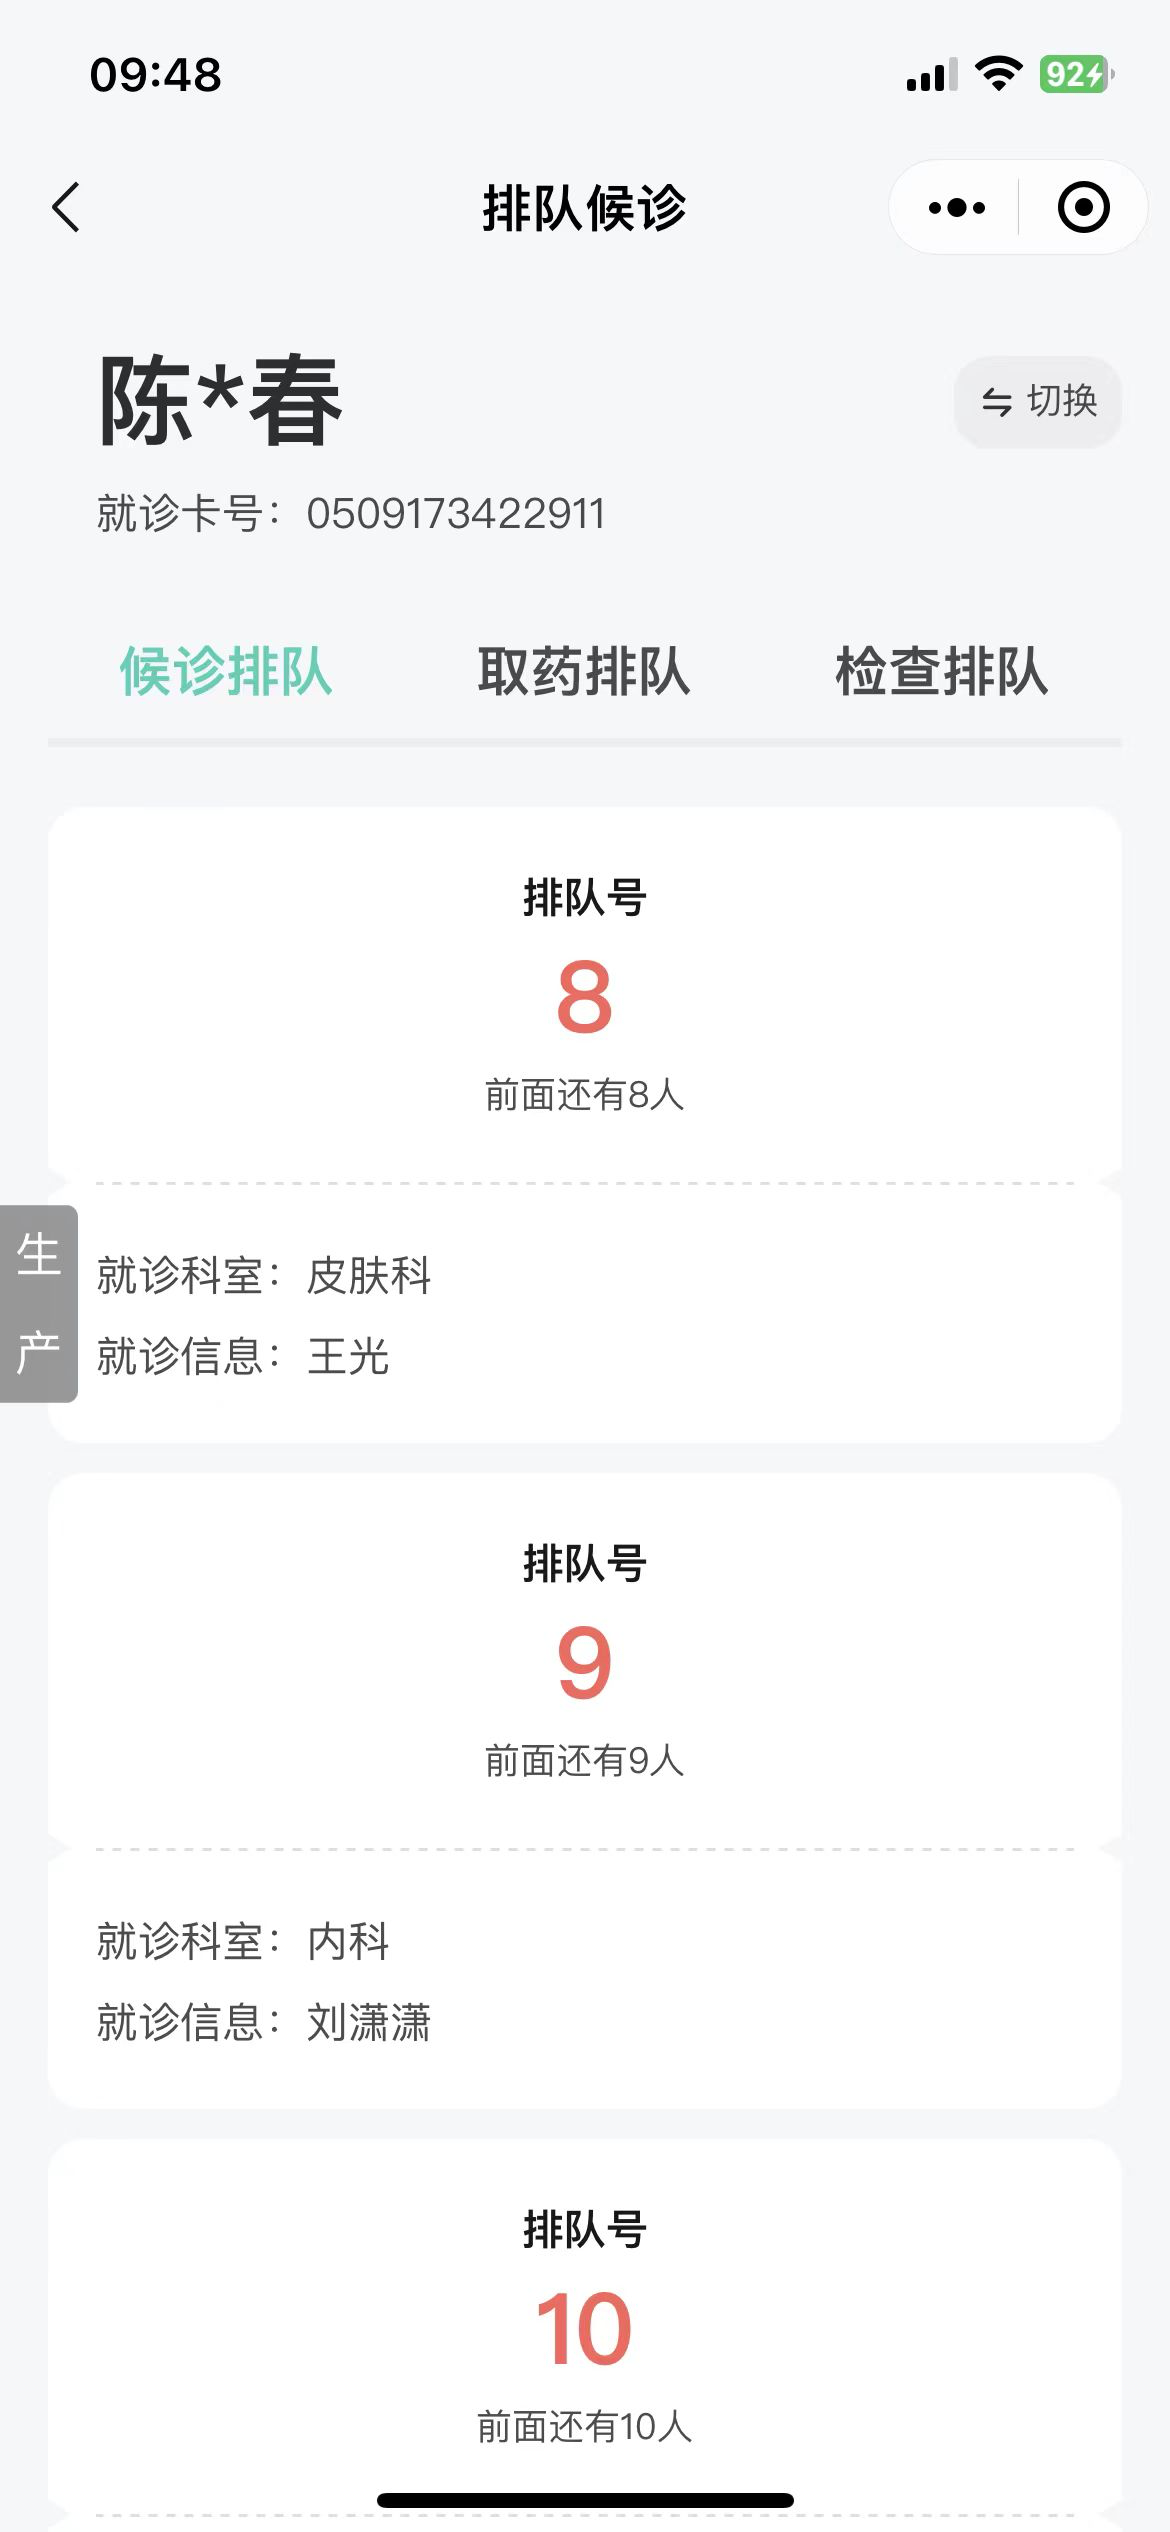 09:48
92
排队候诊
陈*春
切换
就诊卡号：0509173422911
候诊排队 取药排队 检查排队
排队号
8
前面还有8人
生产
就诊科室：皮肤科
就诊信息：王光
排队号
9
前面还有9人
就诊科室：内科
就诊信息：刘潇潇
排队号
10
前面还有10人